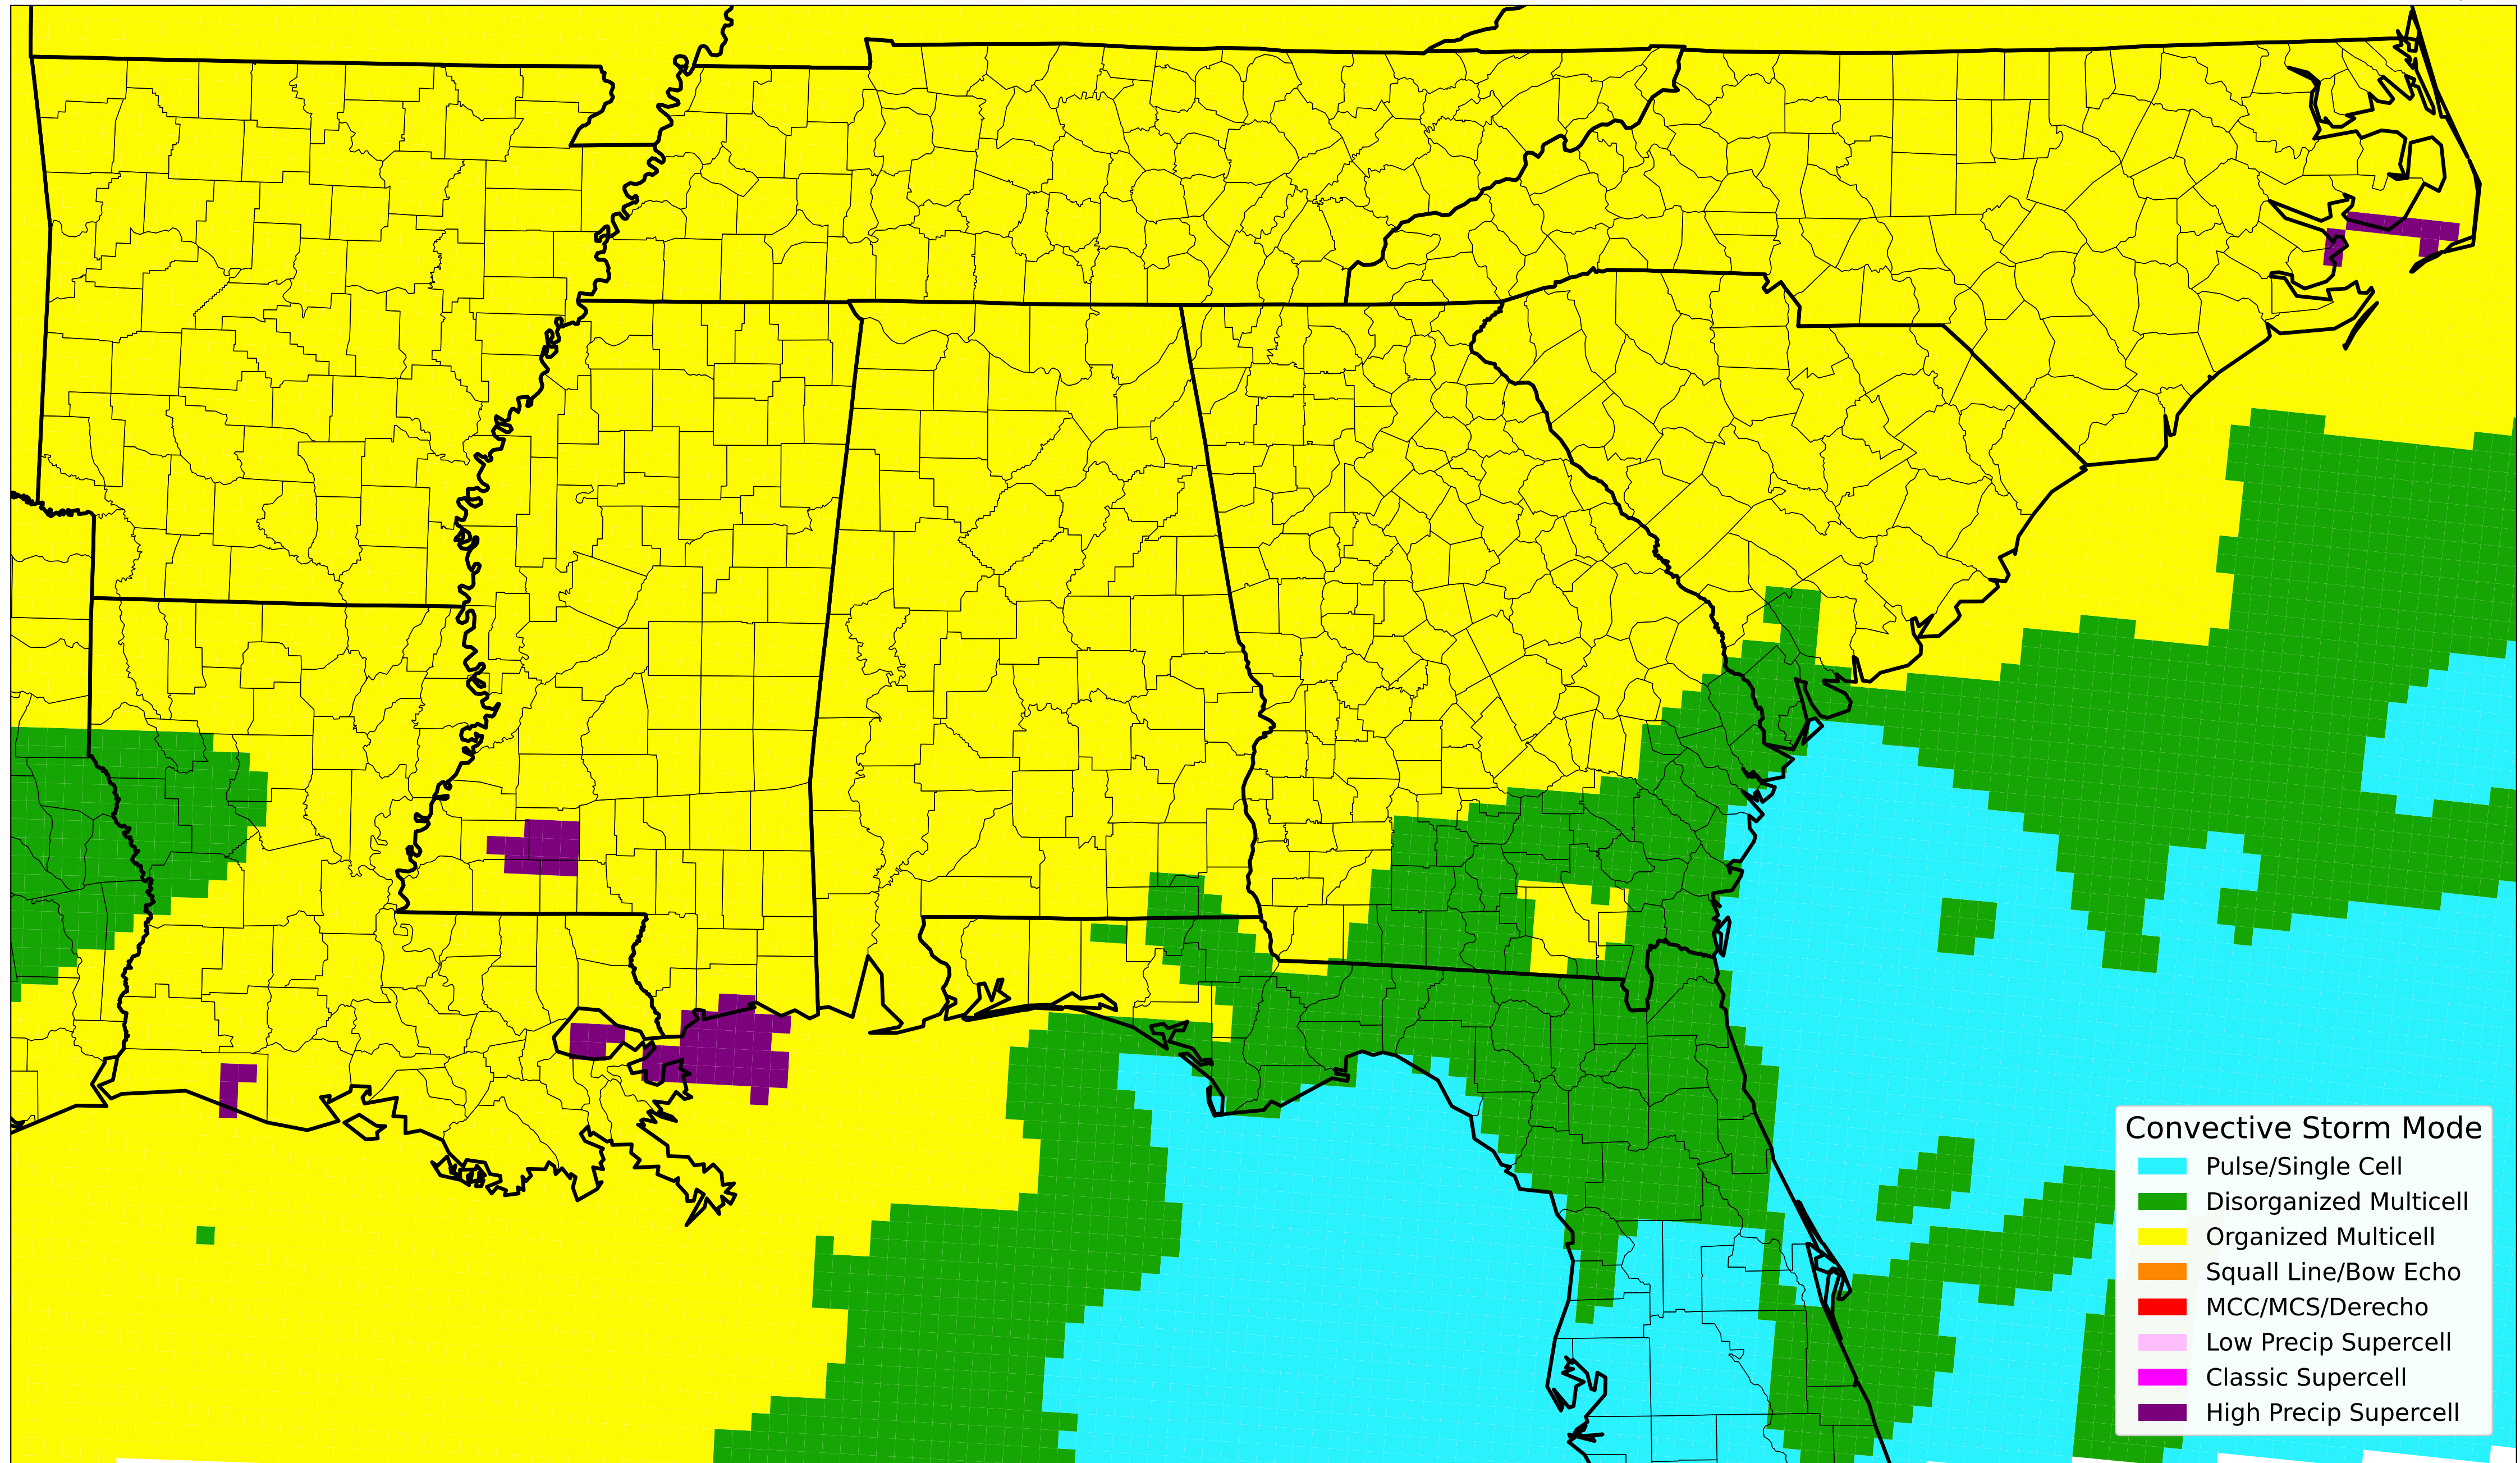 Convective Storm Mode
Pulse/Single Cell
Disorganized Multicell
Organized Multicell
Squall Line/Bow Echo
MCC/MCS/Derecho
Low Precip Supercell
Classic Supercell
High Precip Supercell